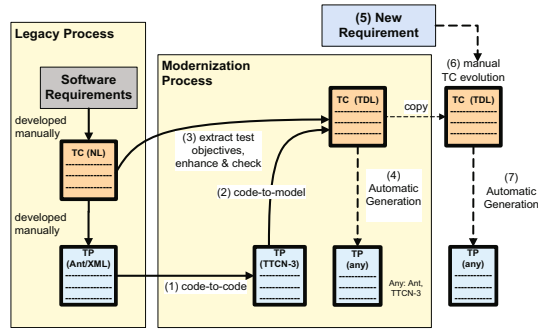 Legacy Process
Software
Requirements
developed
manually
TC (NL)
developed
manually
TP
(Ant/XML)
(1) code-to-code
Modernization
Process
(3) extract test
objectives,
enhance & check
(2) code-to-model
TP
(TTCN-3)
TC (TDL)
(4)
Automatic
Generation
TP
(any)
Any: Ant,
TTCN-3
copy
(5) New
Requirement
(6) manual
TC evolution
TC (TDL)
(7)
Automatic
Generation
TP
(any)